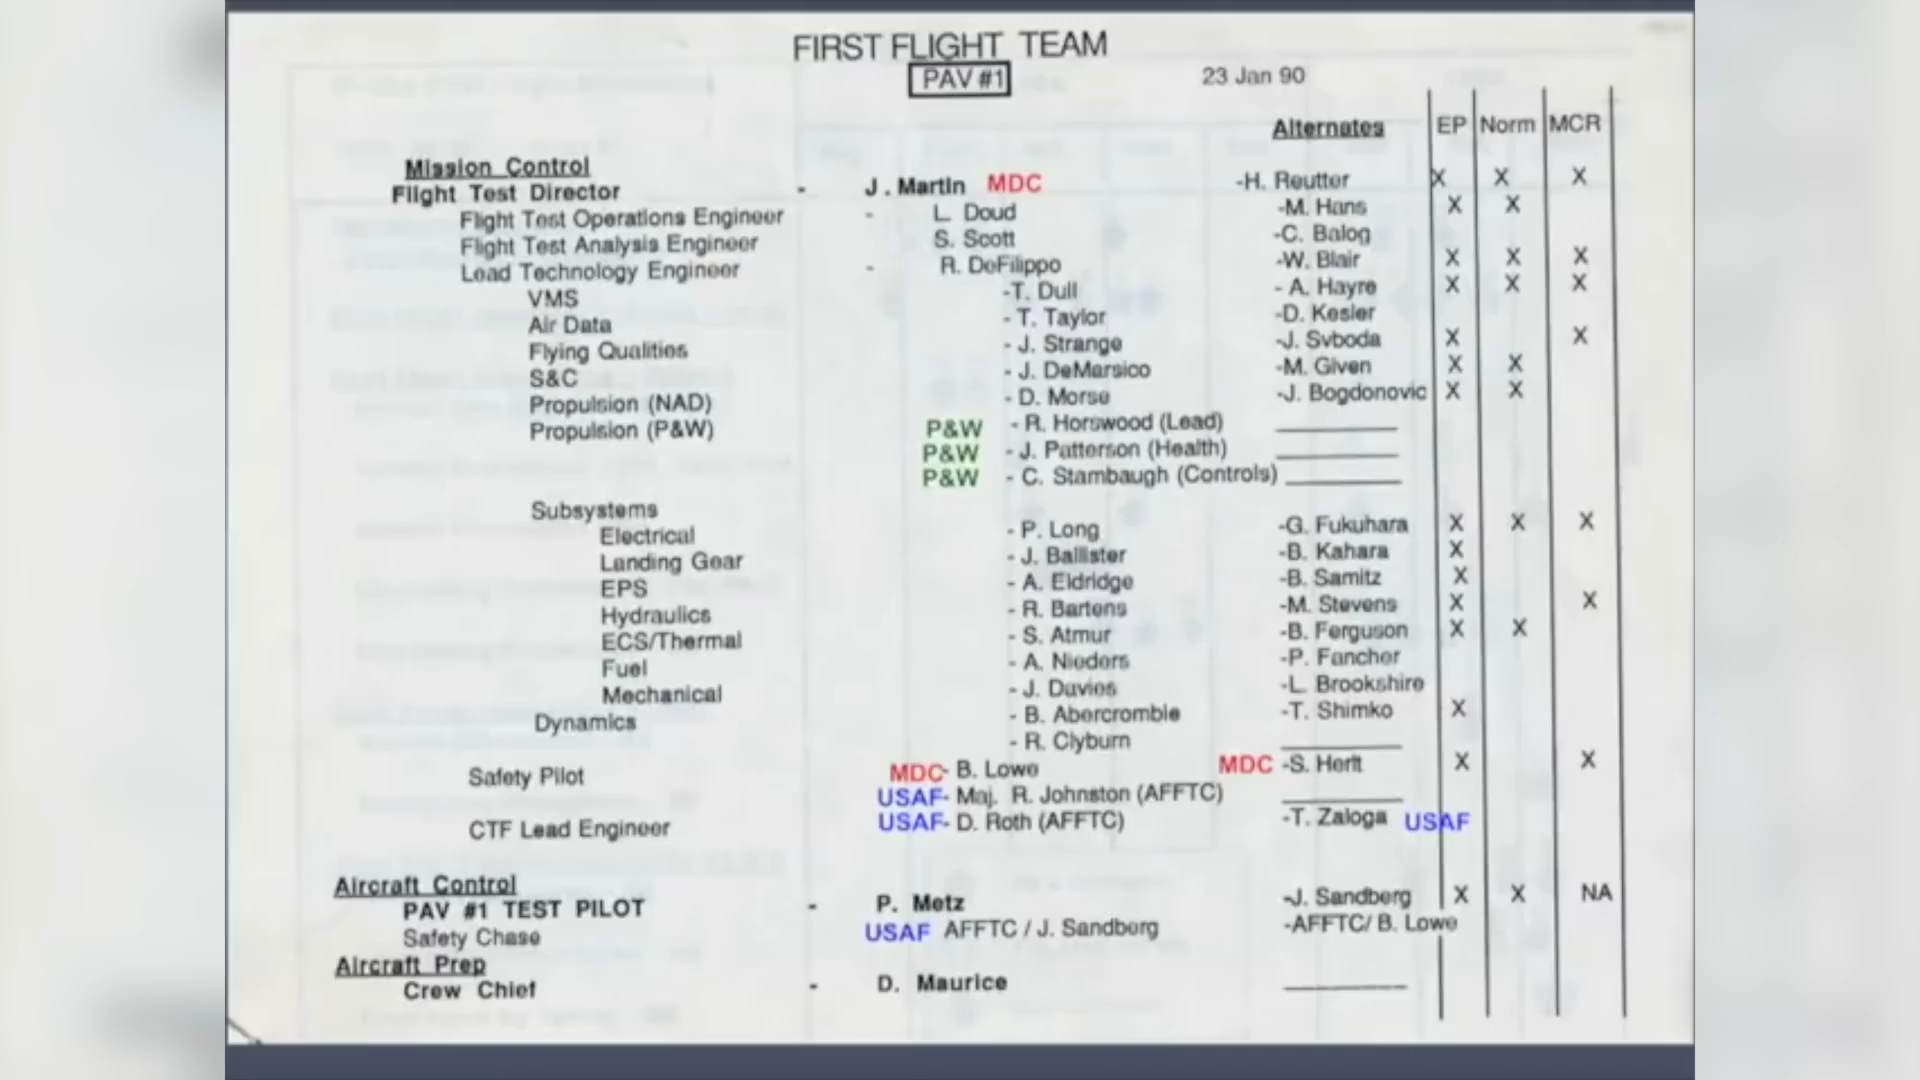 FIRST FLIGHT TEAM
PAV #1
23 Jan 90
Alternates EP Norm MCR
Mission Control
Flight Test Director - J. Martin MDC -H. Reutter X X X
Flight Test Operations Engineer - L. Doud -M. Hans X X
Flight Test Analysis Engineer S. Scott -C. Balog
Lead Technology Engineer - R. DeFilippo -W. Blair X X X
VMS -T. Dull - A. Hayre X X X
Air Data - T. Taylor -D. Kesler
Flying Qualities - J. Strange -J. Svboda X X
S&C - J. DeMarsico -M. Given X X
Propulsion (NAD) - D. Morse -J. Bogdonovic X X
Propulsion (P&W) P&W - R. Horswood (Lead)
P&W - J. Patterson (Health)
P&W - C. Stambaugh (Controls)
Subsystems - P. Long -G. Fukuhara X X X
Electrical - J. Ballister -B. Kahara X
Landing Gear - A. Eldridge -B. Samitz X
EPS - R. Bartens -M. Stevens X X
Hydraulics - S. Atmur -B. Ferguson X X
ECS/Thermal - A. Nieders -P. Fancher
Fuel - J. Davies -L. Brookshire
Mechanical - B. Abercromble -T. Shimko X
Dynamics - R. Clyburn
Safety Pilot MDC- B. Lowe MDC -S. Herlt X X
USAF- Maj. R. Johnston (AFFTC)
CTF Lead Engineer USAF- D. Roth (AFFTC) -T. Zaloga USAF
Aircraft Control
PAV #1 TEST PILOT - P. Metz -J. Sandberg X X NA
Safety Chase USAF AFFTC / J. Sandberg -AFFTC/ B. Lowe
Aircraft Prep
Crew Chief - D. Maurice